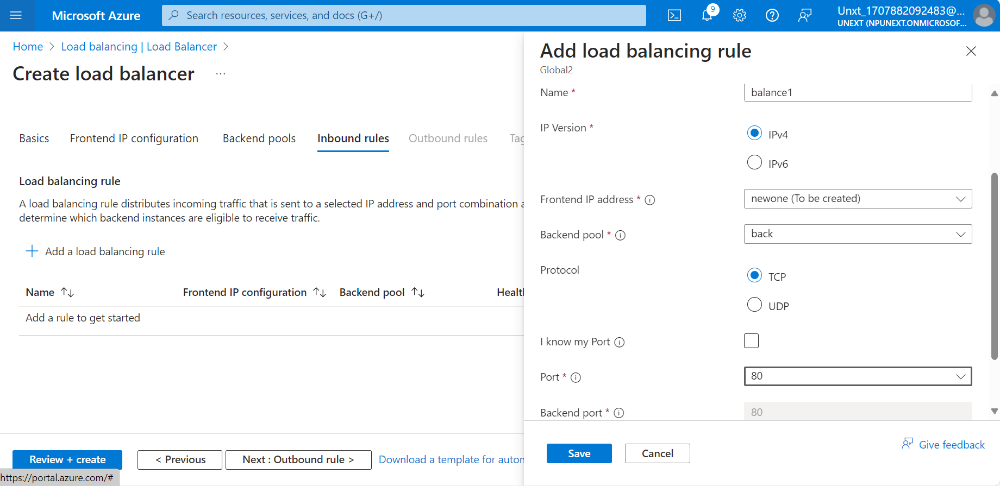 Microsoft Azure
Search resources, services, and docs (G+/)
9
Unxt_1707882092483@...
UNEXT (NPUNEXT.ONMICROSOF...
Home > Load balancing | Load Balancer >
Create load balancer ...
Basics Frontend IP configuration Backend pools Inbound rules Outbound rules Tag
Load balancing rule
A load balancing rule distributes incoming traffic that is sent to a selected IP address and port combination a
determine which backend instances are eligible to receive traffic.
+ Add a load balancing rule
Name ↑↓ Frontend IP configuration ↑↓ Backend pool ↑↓ Health
Add a rule to get started
Review + create < Previous Next : Outbound rule > Download a template for autom
https://portal.azure.com/#
Add load balancing rule
Global2
Name * balance1
IP Version * IPv4
IPv6
Frontend IP address * newone (To be created)
Backend pool * back
Protocol TCP
UDP
I know my Port
Port * 80
Backend port * 80
Save Cancel
Give feedback